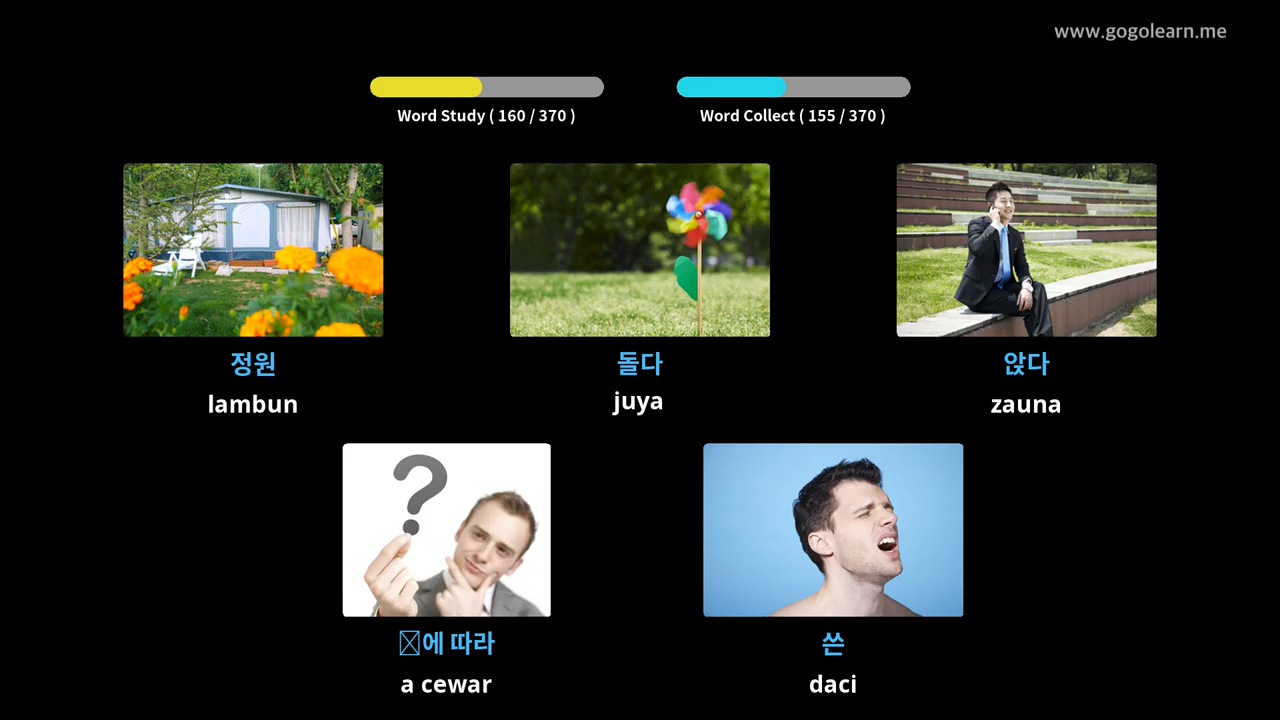 www.gogolearn.me
Word Study ( 160 / 370 )
Word Collect ( 155 / 370 )
정원
lambun
돌다
juya
앉다
zauna
에 따라
a cewar
쓴
daci